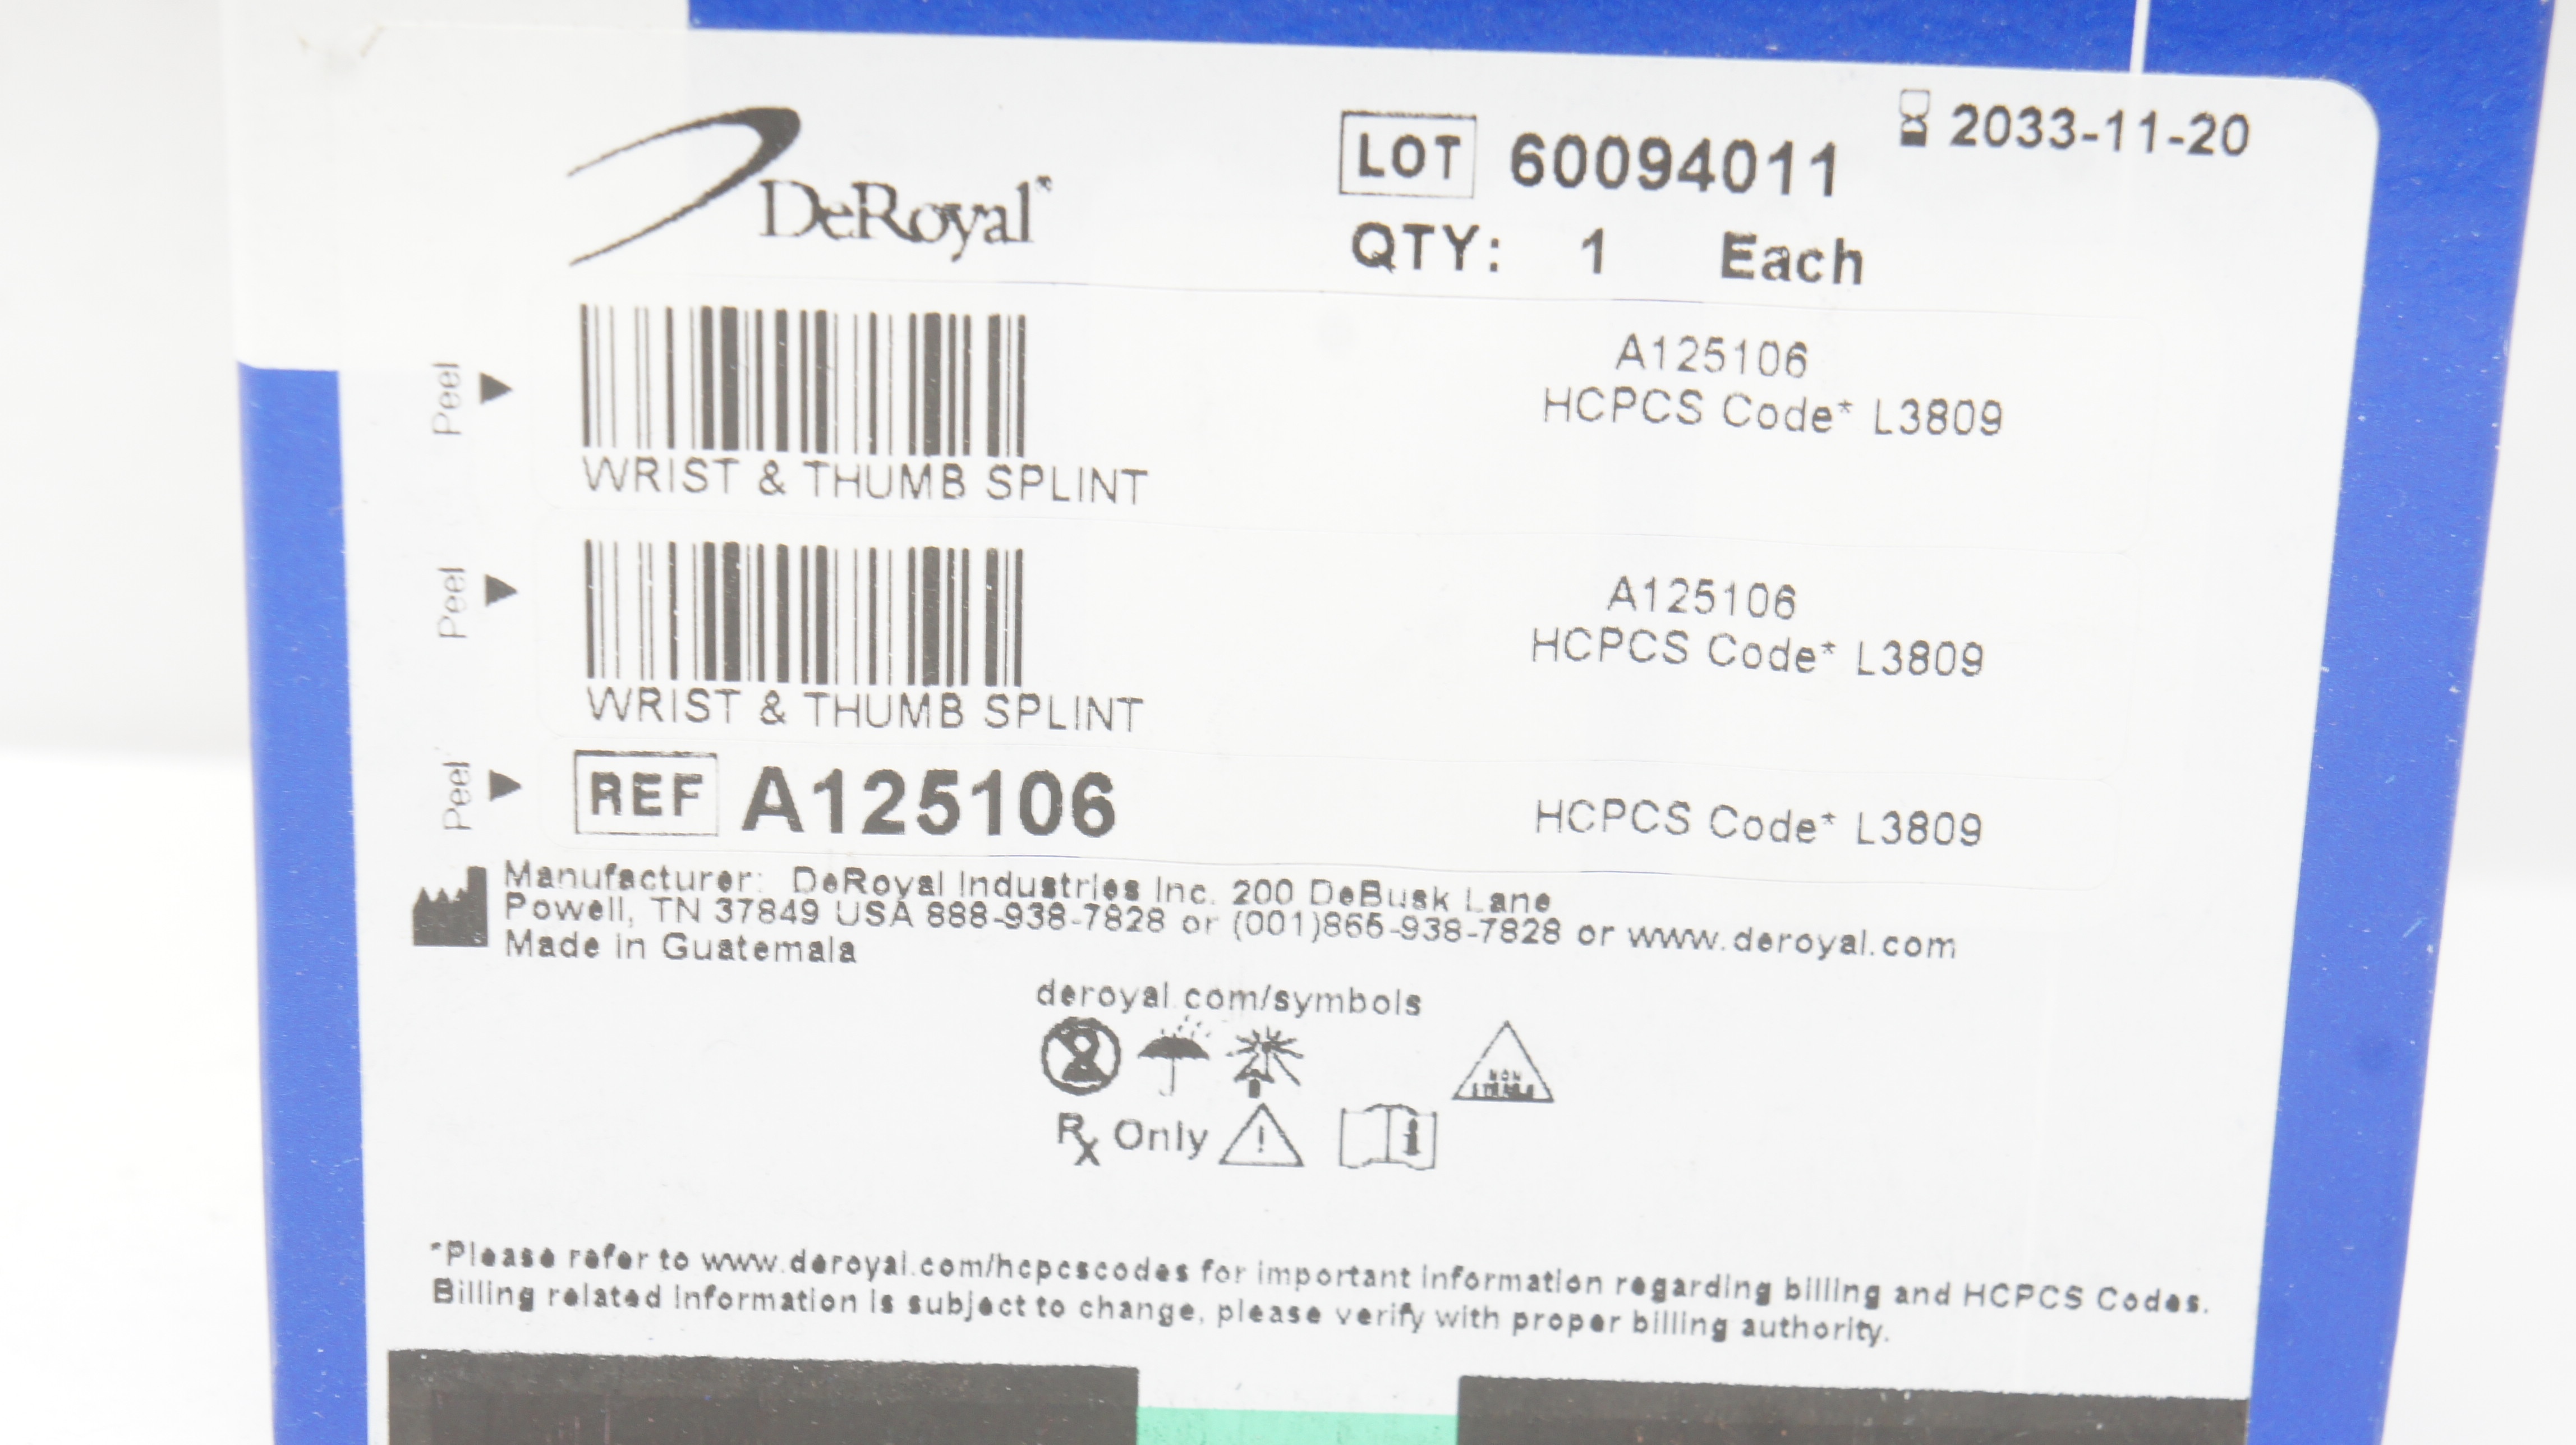 DeRoyal
LOT 60094011
2033-11-20
QTY: 1 Each
Peel
A125106
HCPCS Code* L3809
WRIST & THUMB SPLINT
Peel
A125106
HCPCS Code* L3809
WRIST & THUMB SPLINT
Peel
REF A125106
HCPCS Code* L3809
Manufacturer: DeRoyal Industries Inc. 200 DeBusk Lane
Powell, TN 37849 USA 888-938-7828 or (001)865-938-7828 or www.deroyal.com
Made in Guatemala
deroyal.com/symbols
NON STERILE
Rx Only
*Please refer to www.deroyal.com/hcpcscodes for important information regarding billing and HCPCS Codes.
Billing related information is subject to change, please verify with proper billing authority.